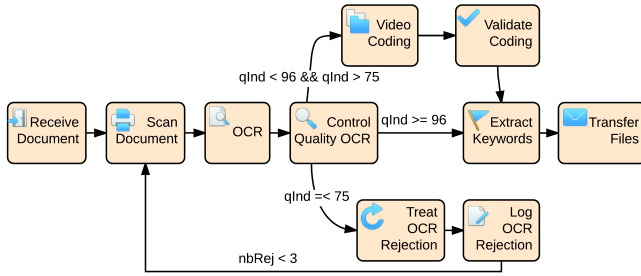 Video
Coding
Validate
Coding
qInd < 96 && qInd > 75
Receive
Document
Scan
Document
OCR
Control
Quality OCR
qInd >= 96
Extract
Keywords
Transfer
Files
qInd =< 75
Treat
OCR
Rejection
Log
OCR
Rejection
nbRej < 3